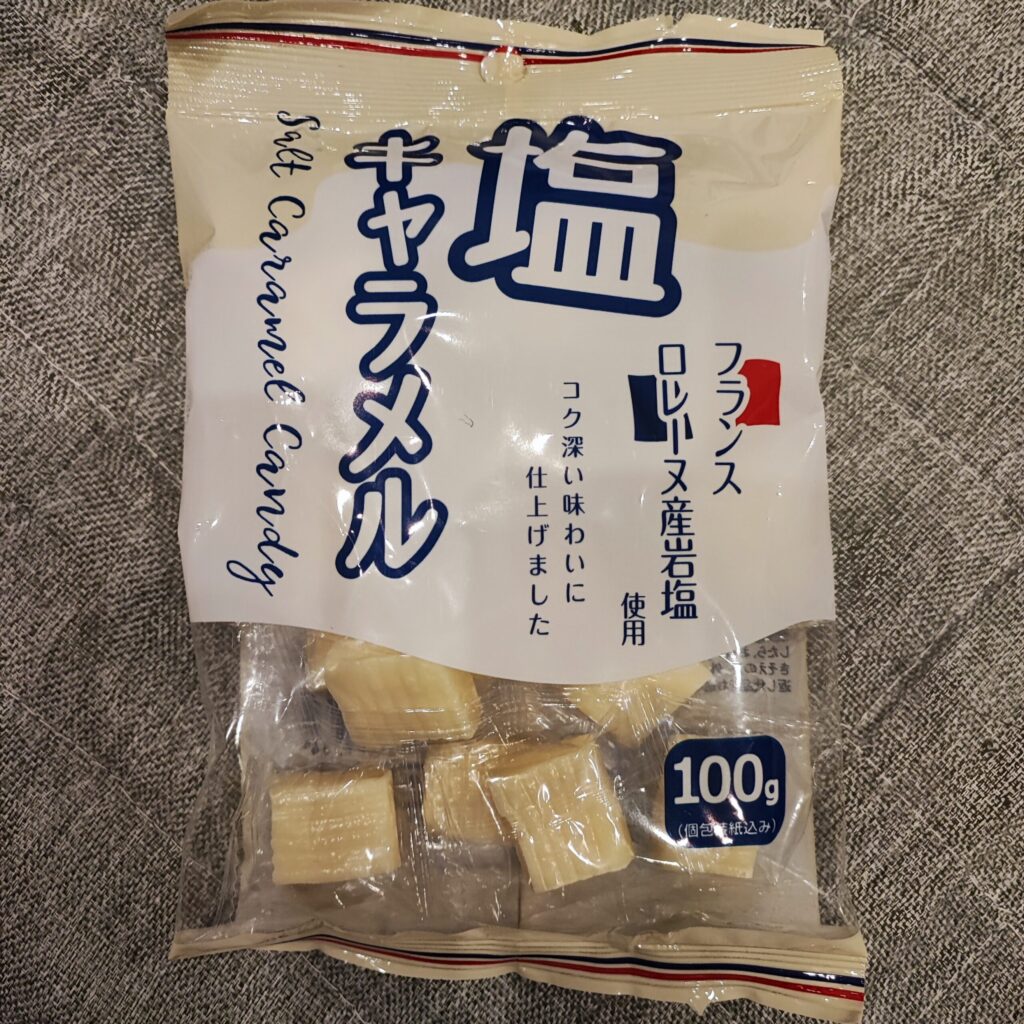 塩
キャラメル
Salt Caramel Candy
フランス
ロレーヌ産岩塩
使用
コク深い味わいに
仕上げました
100g
(個包装紙込み)